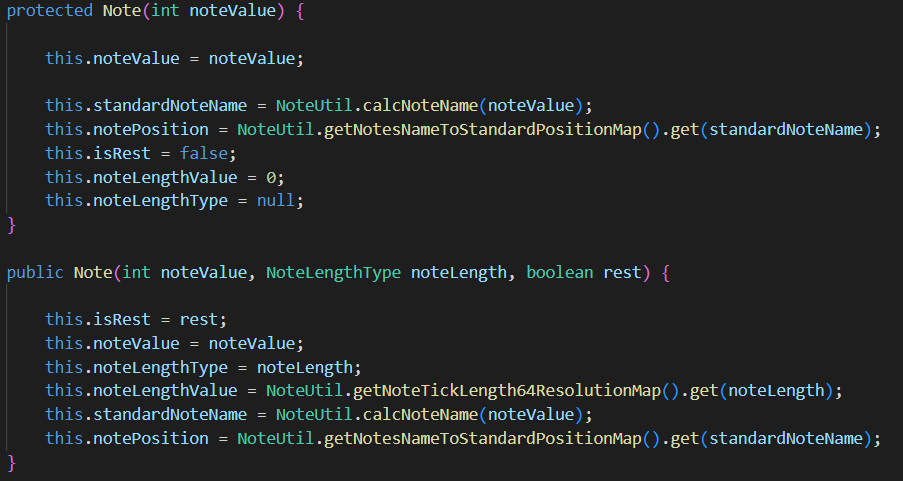 protected Note(int noteValue) {
this.noteValue = noteValue;
this.standardNoteName = NoteUtil.calcNoteName(noteValue);
this.notePosition = NoteUtil.getNotesNameToStandardPositionMap().get(standardNoteName);
this.isRest = false;
this.noteLengthValue = 0;
this.noteLengthType = null;
}
public Note(int noteValue, NoteLengthType noteLength, boolean rest) {
this.isRest = rest;
this.noteValue = noteValue;
this.noteLengthType = noteLength;
this.noteLengthValue = NoteUtil.getNoteTickLength64ResolutionMap().get(noteLength);
this.standardNoteName = NoteUtil.calcNoteName(noteValue);
this.notePosition = NoteUtil.getNotesNameToStandardPositionMap().get(standardNoteName);
}